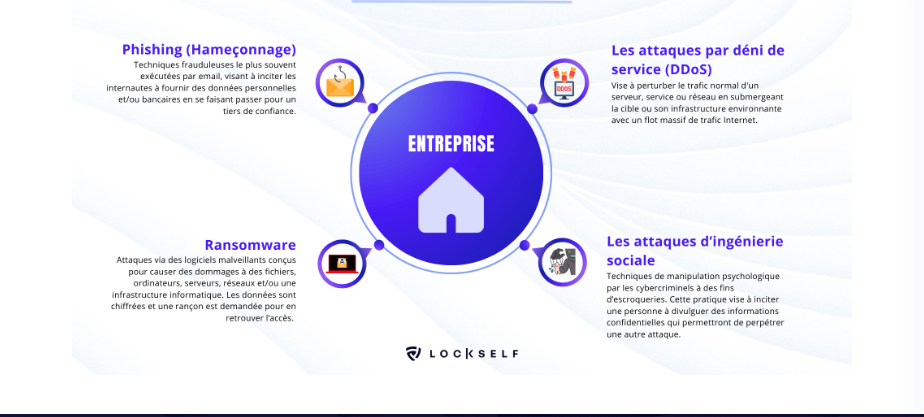 Phishing (Hameçonnage)
Techniques frauduleuses le plus souvent
exécutées par email, visant à inciter les
internautes à fournir des données personnelles
et/ou bancaires en se faisant passer pour un
tiers de confiance.
Les attaques par déni de
service (DDoS)
Vise à perturber le trafic normal d'un
serveur, service ou réseau en submergeant
la cible ou son infrastructure environnante
avec un flot massif de trafic Internet.
DDOS
ENTREPRISE
Ransomware
Attaques via des logiciels malveillants conçus
pour causer des dommages à des fichiers,
ordinateurs, serveurs, réseaux et/ou une
infrastructure informatique. Les données sont
chiffrées et une rançon est demandée pour en
retrouver l'accès.
Les attaques d'ingénierie
sociale
Techniques de manipulation psychologique
par les cybercriminels à des fins
d'escroqueries. Cette pratique vise à inciter
une personne à divulguer des informations
confidentielles qui permettront de perpétrer
une autre attaque.
LOCKSELF